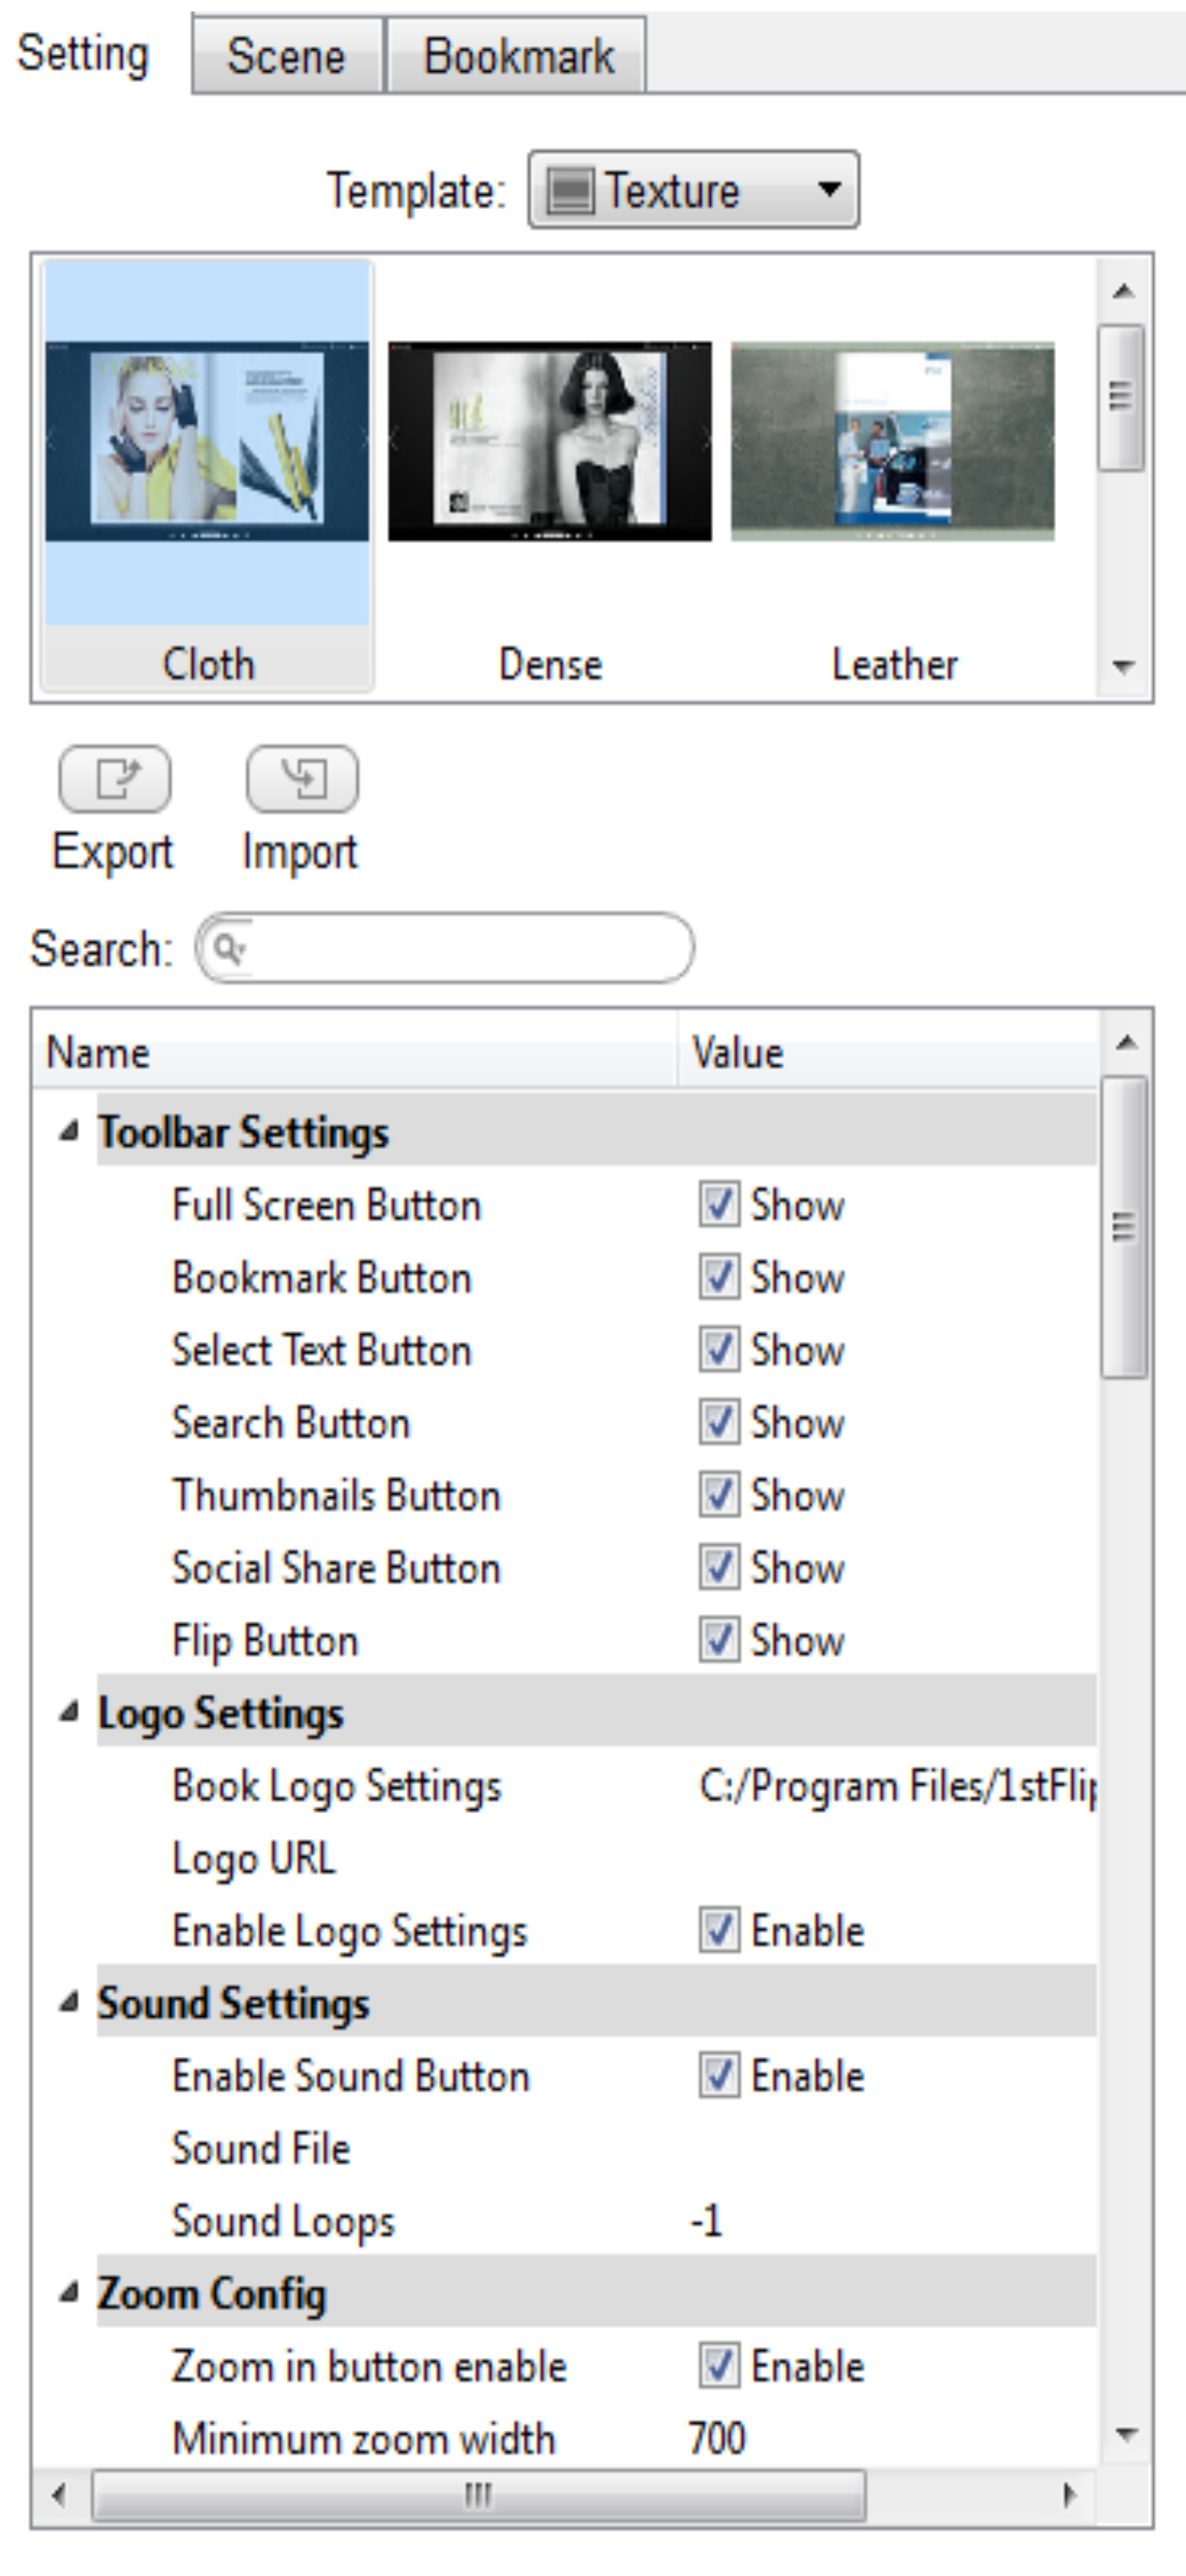 Setting Scene Bookmark
Template: Texture
Cloth Dense Leather
Export Import
Search:
Name Value
Toolbar Settings
Full Screen Button Show
Bookmark Button Show
Select Text Button Show
Search Button Show
Thumbnails Button Show
Social Share Button Show
Flip Button Show
Logo Settings
Book Logo Settings C:/Program Files/1stFlip
Logo URL
Enable Logo Settings Enable
Sound Settings
Enable Sound Button Enable
Sound File
Sound Loops -1
Zoom Config
Zoom in button enable Enable
Minimum zoom width 700